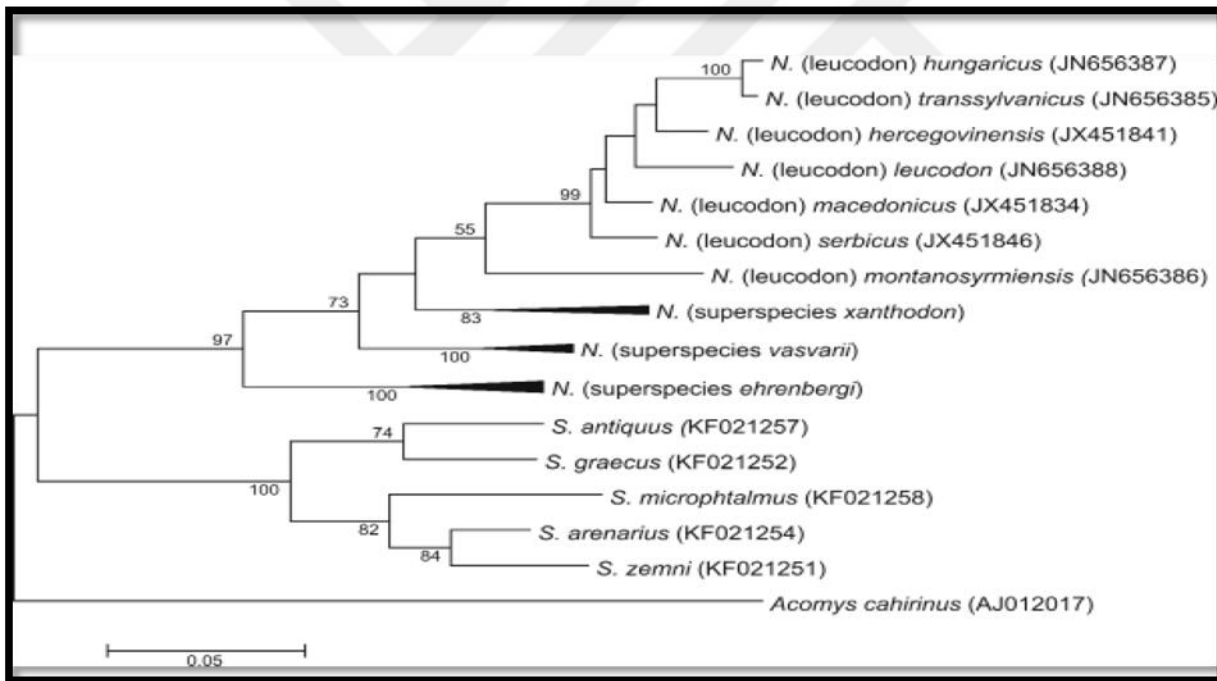 100
N. (leucodon) hungaricus (JN656387)
N. (leucodon) transsylvanicus (JN656385)
N. (leucodon) hercegovinensis (JX451841)
N. (leucodon) leucodon (JN656388)
99
N. (leucodon) macedonicus (JX451834)
55
N. (leucodon) serbicus (JX451846)
N. (leucodon) montanosyrmiensis (JN656386)
73
83
N. (superspecies xanthodon)
97
100
N. (superspecies vasvarii)
100
N. (superspecies ehrenbergi)
74
S. antiquus (KF021257)
S. graecus (KF021252)
100
S. microphtalmus (KF021258)
82
S. arenarius (KF021254)
84
S. zemni (KF021251)
Acomys cahirinus (AJ012017)
0.05